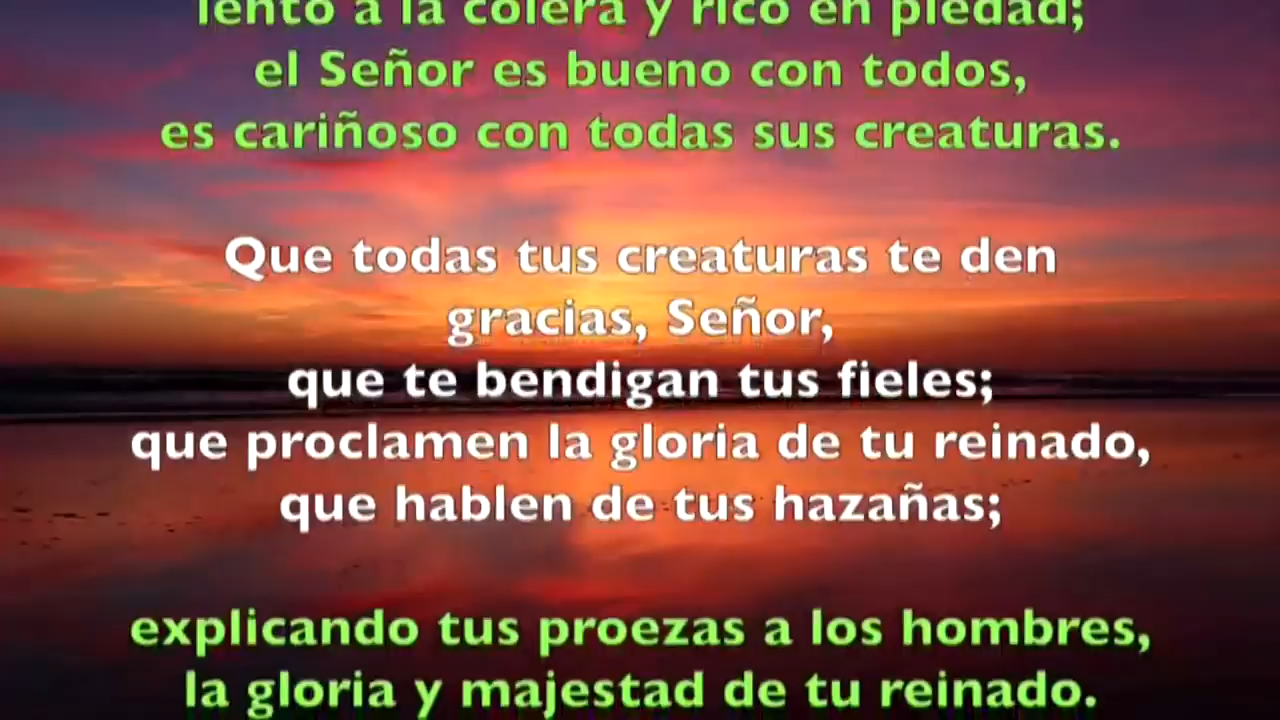 lento a la cólera y rico en piedad;
el Señor es bueno con todos,
es cariñoso con todas sus creaturas.
Que todas tus creaturas te den
gracias, Señor,
que te bendigan tus fieles;
que proclamen la gloria de tu reinado,
que hablen de tus hazañas;
explicando tus proezas a los hombres,
la gloria y majestad de tu reinado.